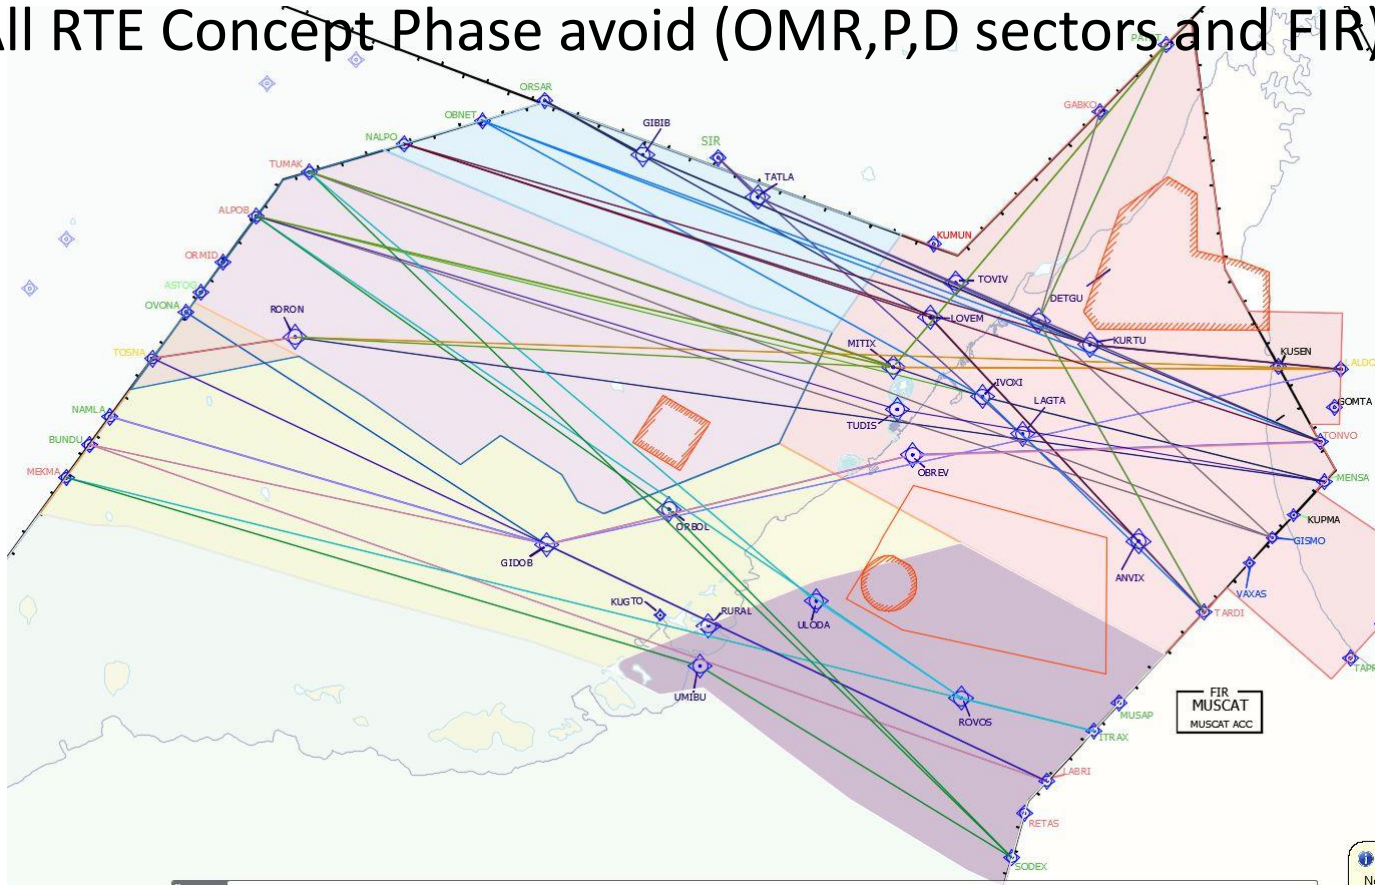 ll RTE Concept Phase avoid (OMR,P,D sectors and FIR)
ORSAR
OBNET
GIBIB
SIR
NALPO
TUMAK
TATLA
GABKO
ALPOB
KUMUN
ORMID
ASTOG
OVONA
TOVIV
DETGU
RORON
LOVEM
MITIX
KURTU
KUSEN
TOSNA
LALDO
IVOXI
LAGTA
GOMTA
NAMLA
TUDIS
BUNDU
TONVO
OBREV
MEKMA
MENSA
ORBOL
KUPMA
GIDOB
GISMO
ANVIX
VAXAS
KUGTO
RURAL
ULODA
TARDI
TAPR
UMIBU
FIR
MUSCAT
MUSCAT ACC
ROVOS
MUSAP
ITRAX
LABRI
RETAS
SODEX